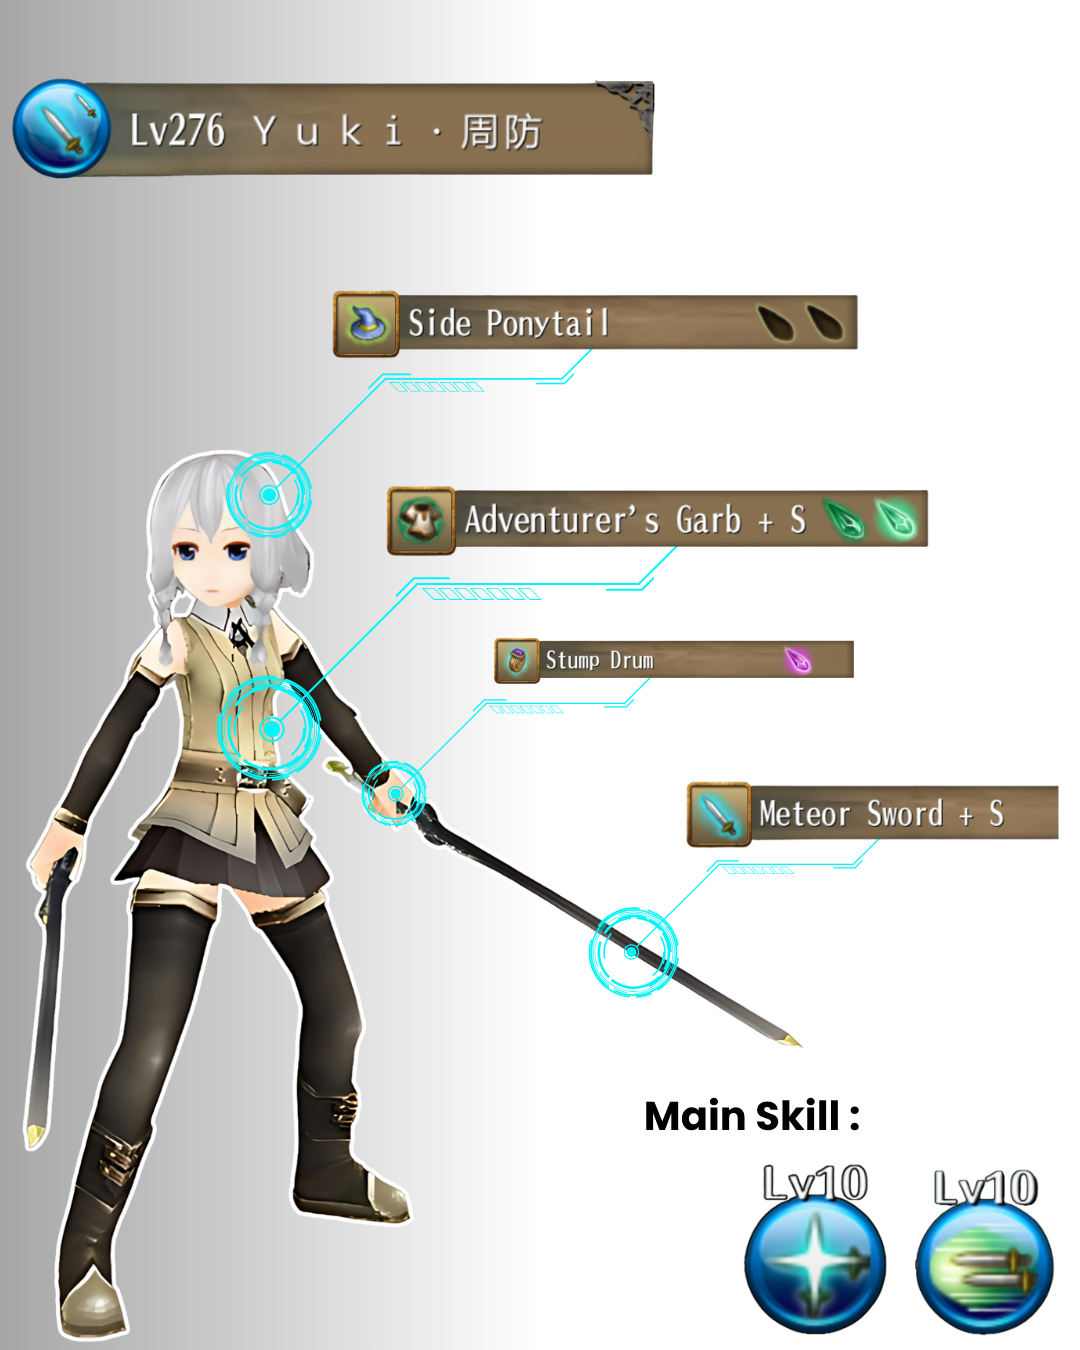 Lv276 Yuki・周防
Side Ponytail
Adventurer's Garb + S
Stump Drum
Meteor Sword + S
Main Skill :
Lv10 Lv10